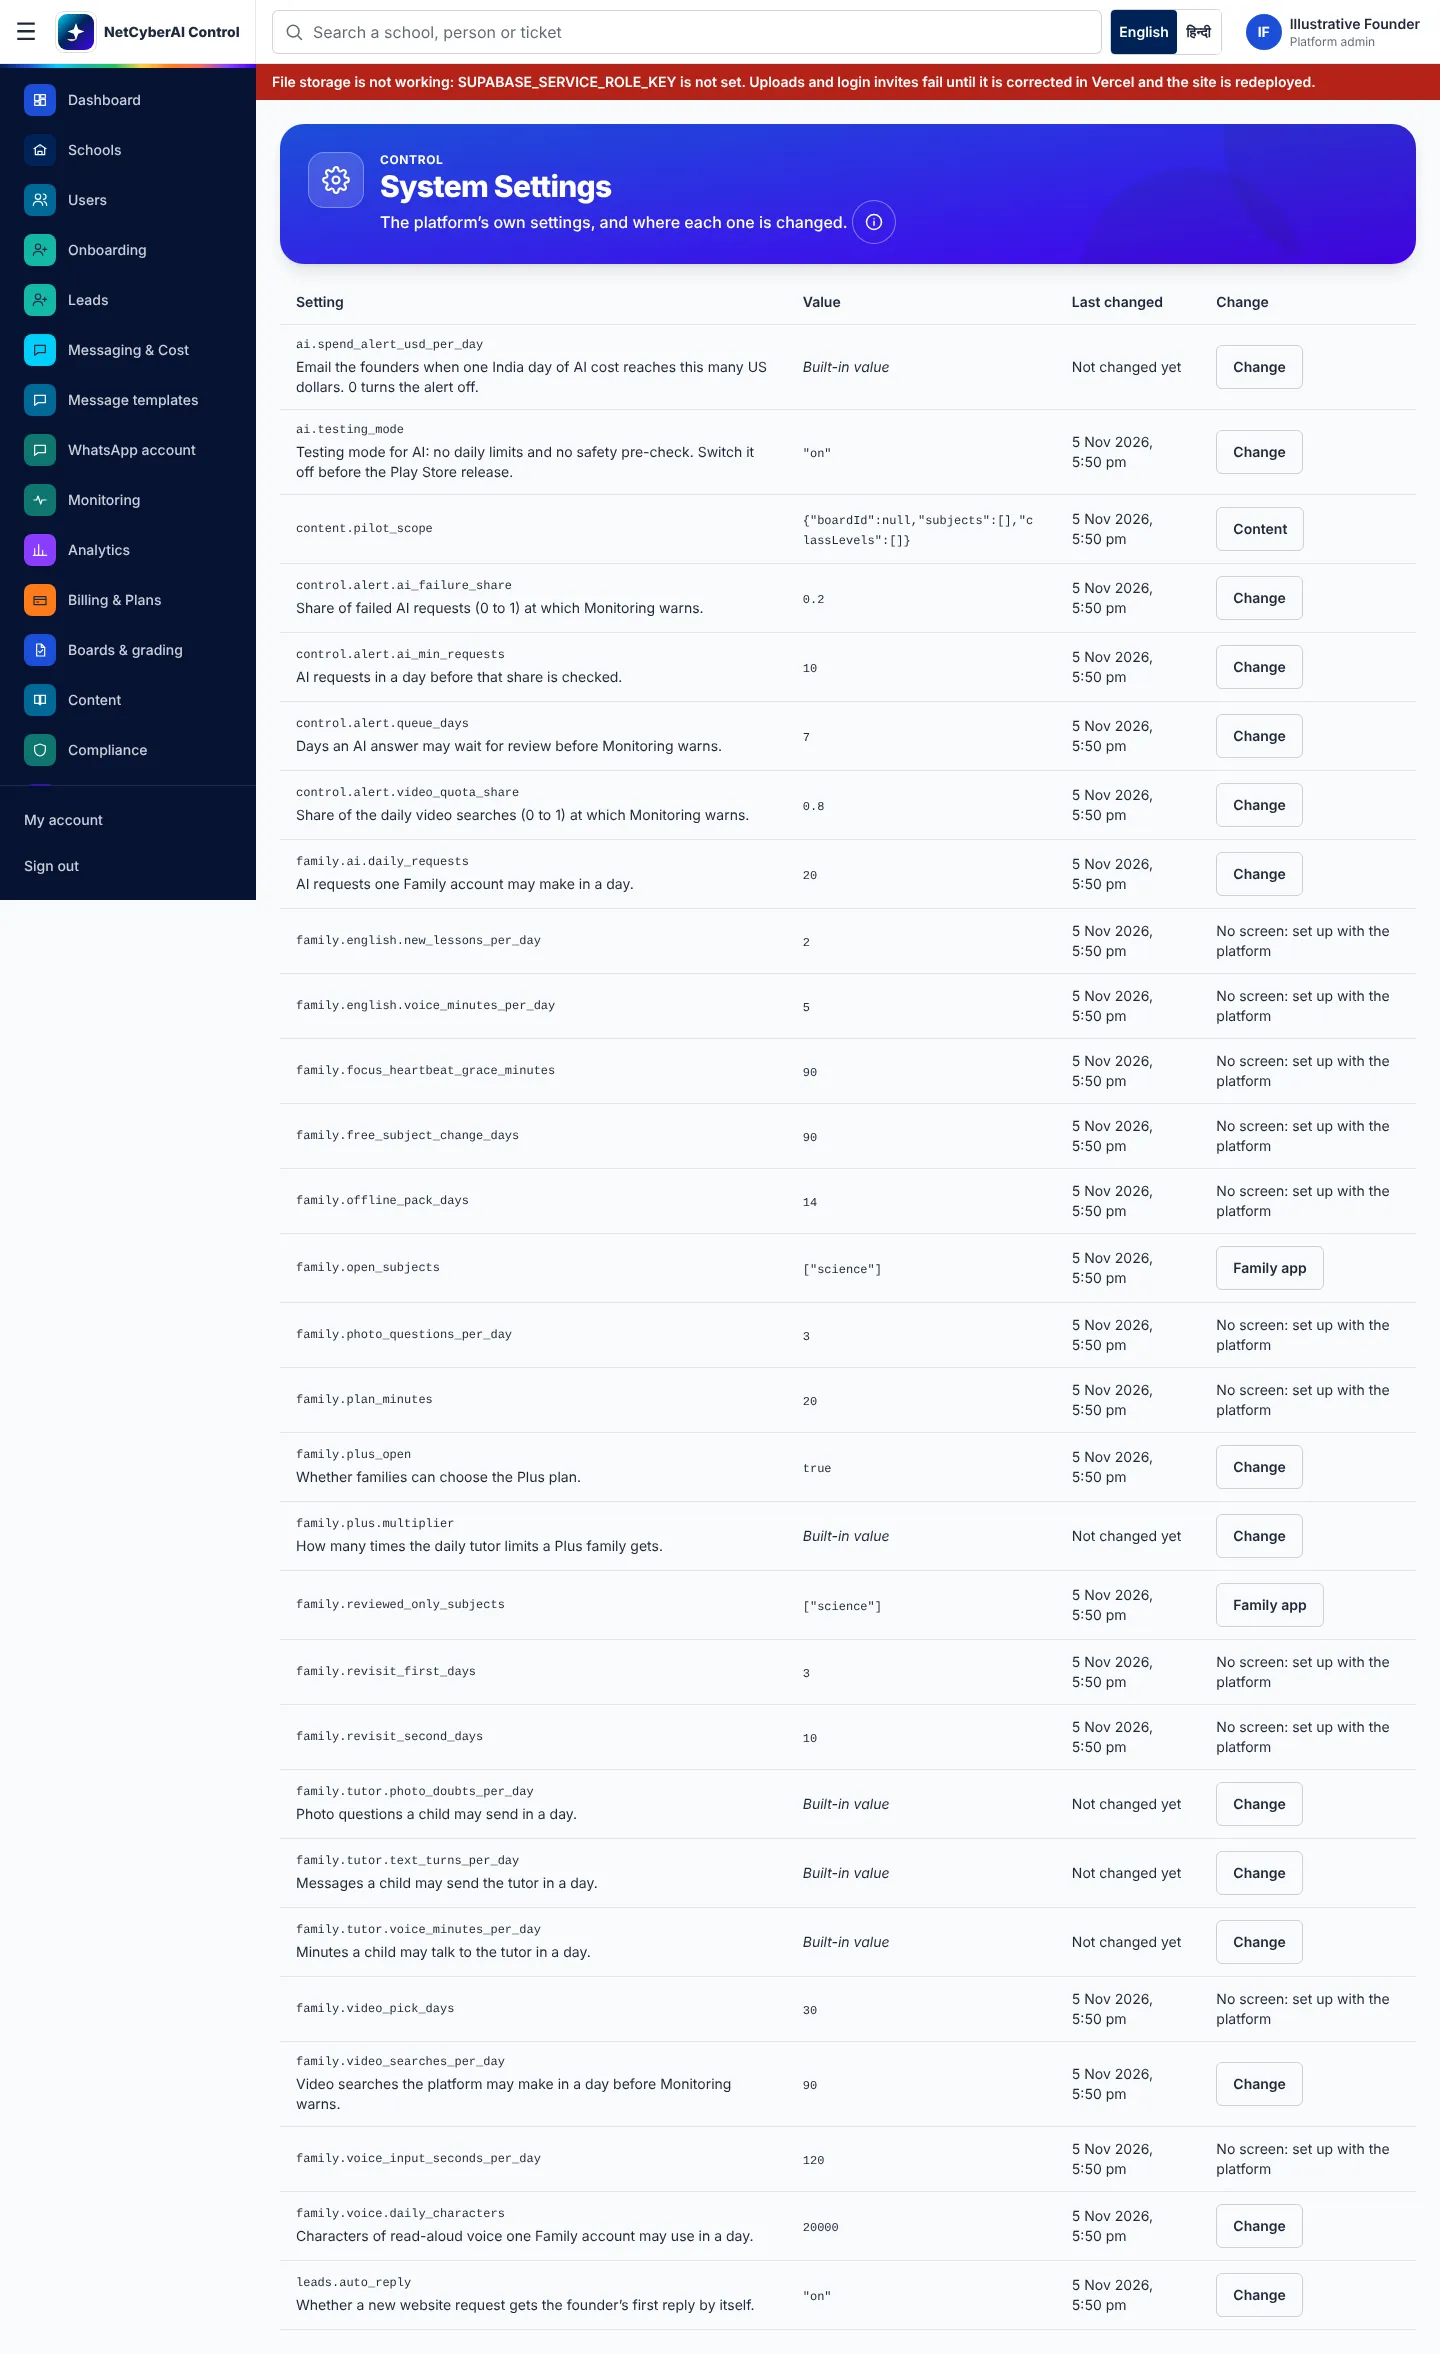 NetCyberAI Control
Search a school, person or ticket
English
हिन्दी
IF
Illustrative Founder
Platform admin
File storage is not working: SUPABASE_SERVICE_ROLE_KEY is not set. Uploads and login invites fail until it is corrected in Vercel and the site is redeployed.
Dashboard
Schools
Users
Onboarding
Leads
Messaging & Cost
Message templates
WhatsApp account
Monitoring
Analytics
Billing & Plans
Boards & grading
Content
Compliance
My account
Sign out
CONTROL
System Settings
The platform’s own settings, and where each one is changed.
Setting Value Last changed Change
ai.spend_alert_usd_per_day
Email the founders when one India day of AI cost reaches this many US
dollars. 0 turns the alert off.
Built-in value
Not changed yet
Change
ai.testing_mode
Testing mode for AI: no daily limits and no safety pre-check. Switch it
off before the Play Store release.
"on"
5 Nov 2026,
5:50 pm
Change
content.pilot_scope
{"boardId":null,"subjects":[],"c
lassLevels":[]}
5 Nov 2026,
5:50 pm
Content
control.alert.ai_failure_share
Share of failed AI requests (0 to 1) at which Monitoring warns.
0.2
5 Nov 2026,
5:50 pm
Change
control.alert.ai_min_requests
AI requests in a day before that share is checked.
10
5 Nov 2026,
5:50 pm
Change
control.alert.queue_days
Days an AI answer may wait for review before Monitoring warns.
7
5 Nov 2026,
5:50 pm
Change
control.alert.video_quota_share
Share of the daily video searches (0 to 1) at which Monitoring warns.
0.8
5 Nov 2026,
5:50 pm
Change
family.ai.daily_requests
AI requests one Family account may make in a day.
20
5 Nov 2026,
5:50 pm
Change
family.english.new_lessons_per_day
2
5 Nov 2026,
5:50 pm
No screen: set up with the
platform
family.english.voice_minutes_per_day
5
5 Nov 2026,
5:50 pm
No screen: set up with the
platform
family.focus_heartbeat_grace_minutes
90
5 Nov 2026,
5:50 pm
No screen: set up with the
platform
family.free_subject_change_days
90
5 Nov 2026,
5:50 pm
No screen: set up with the
platform
family.offline_pack_days
14
5 Nov 2026,
5:50 pm
No screen: set up with the
platform
family.open_subjects
["science"]
5 Nov 2026,
5:50 pm
Family app
family.photo_questions_per_day
3
5 Nov 2026,
5:50 pm
No screen: set up with the
platform
family.plan_minutes
20
5 Nov 2026,
5:50 pm
No screen: set up with the
platform
family.plus_open
Whether families can choose the Plus plan.
true
5 Nov 2026,
5:50 pm
Change
family.plus.multiplier
How many times the daily tutor limits a Plus family gets.
Built-in value
Not changed yet
Change
family.reviewed_only_subjects
["science"]
5 Nov 2026,
5:50 pm
Family app
family.revisit_first_days
3
5 Nov 2026,
5:50 pm
No screen: set up with the
platform
family.revisit_second_days
10
5 Nov 2026,
5:50 pm
No screen: set up with the
platform
family.tutor.photo_doubts_per_day
Photo questions a child may send in a day.
Built-in value
Not changed yet
Change
family.tutor.text_turns_per_day
Messages a child may send the tutor in a day.
Built-in value
Not changed yet
Change
family.tutor.voice_minutes_per_day
Minutes a child may talk to the tutor in a day.
Built-in value
Not changed yet
Change
family.video_pick_days
30
5 Nov 2026,
5:50 pm
No screen: set up with the
platform
family.video_searches_per_day
Video searches the platform may make in a day before Monitoring
warns.
90
5 Nov 2026,
5:50 pm
Change
family.voice_input_seconds_per_day
120
5 Nov 2026,
5:50 pm
No screen: set up with the
platform
family.voice.daily_characters
Characters of read-aloud voice one Family account may use in a day.
20000
5 Nov 2026,
5:50 pm
Change
leads.auto_reply
Whether a new website request gets the founder’s first reply by itself.
"on"
5 Nov 2026,
5:50 pm
Change